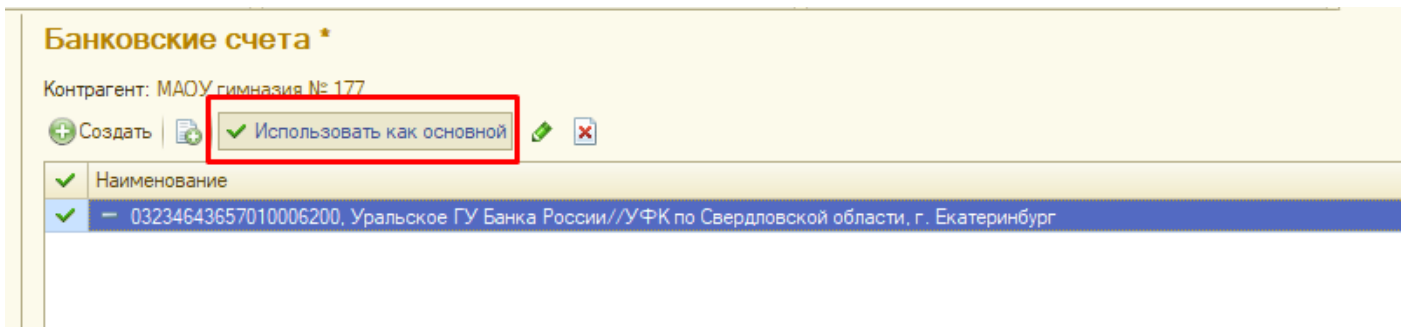 Банковские счета *
Контрагент: МАОУ гимназия № 177
Создать Использовать как основной
Наименование
03234643657010006200, Уральское ГУ Банка России//УФК по Свердловской области, г. Екатеринбург